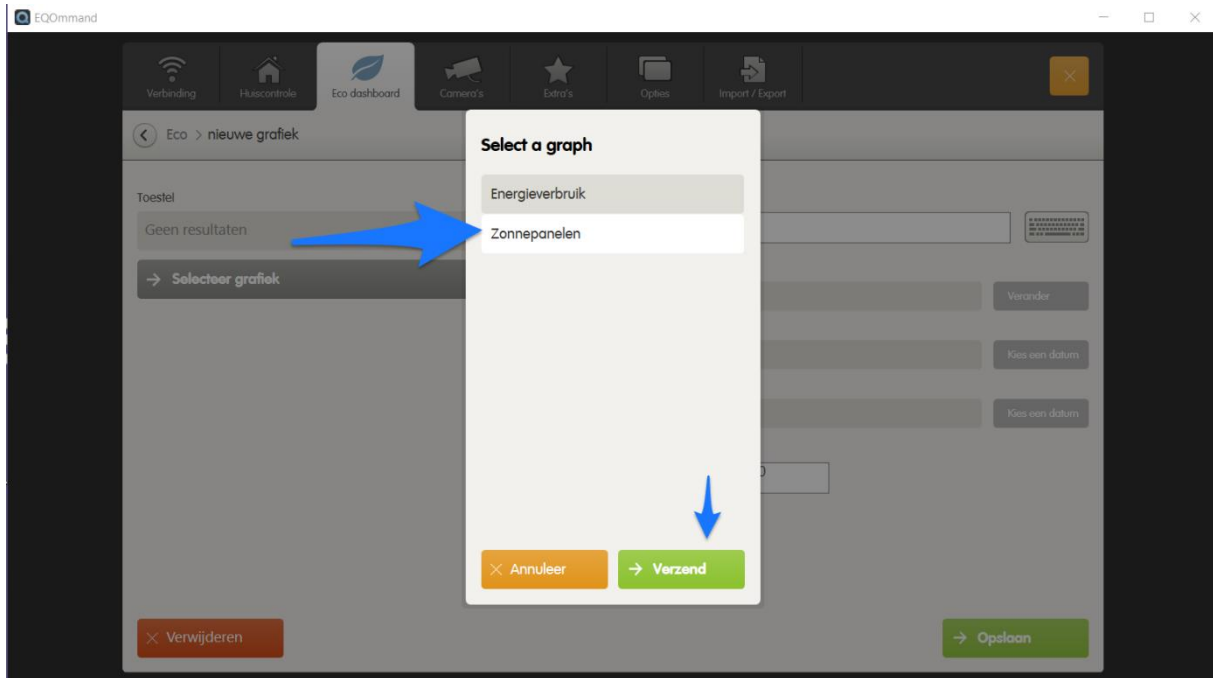 EQOmmand
Verbinding
Huiscontrole
Eco dashboard
Camera's
Extra's
Opties
Import / Export
Eco > nieuwe grafiek
Select a graph
Toestel
Energieverbruik
Geen resultaten
Zonnepanelen
Selecteer grafiek
Verander
Kies een datum
Kies een datum
Annuleer
Verzend
Verwijderen
Opslaan